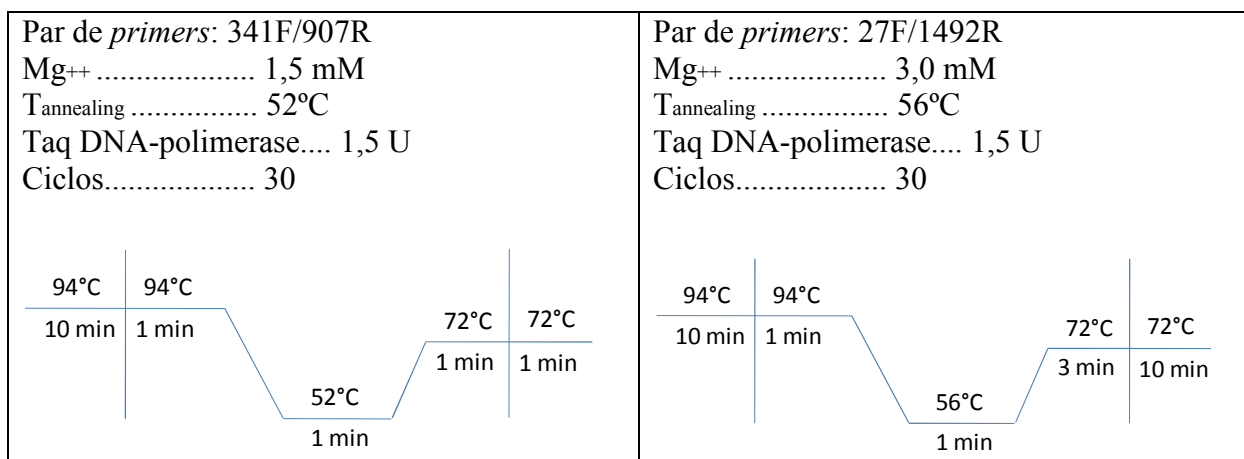 Par de primers: 341F/907R
Mg++ .................... 1,5 mM
Tannealing ............... 52ºC
Taq DNA-polimerase.... 1,5 U
Ciclos................... 30
94°C 94°C
10 min 1 min
72°C 72°C
1 min 1 min
52°C
1 min
Par de primers: 27F/1492R
Mg++ .................... 3,0 mM
Tannealing ............... 56ºC
Taq DNA-polimerase.... 1,5 U
Ciclos................... 30
94°C 94°C
10 min 1 min
72°C 72°C
3 min 10 min
56°C
1 min